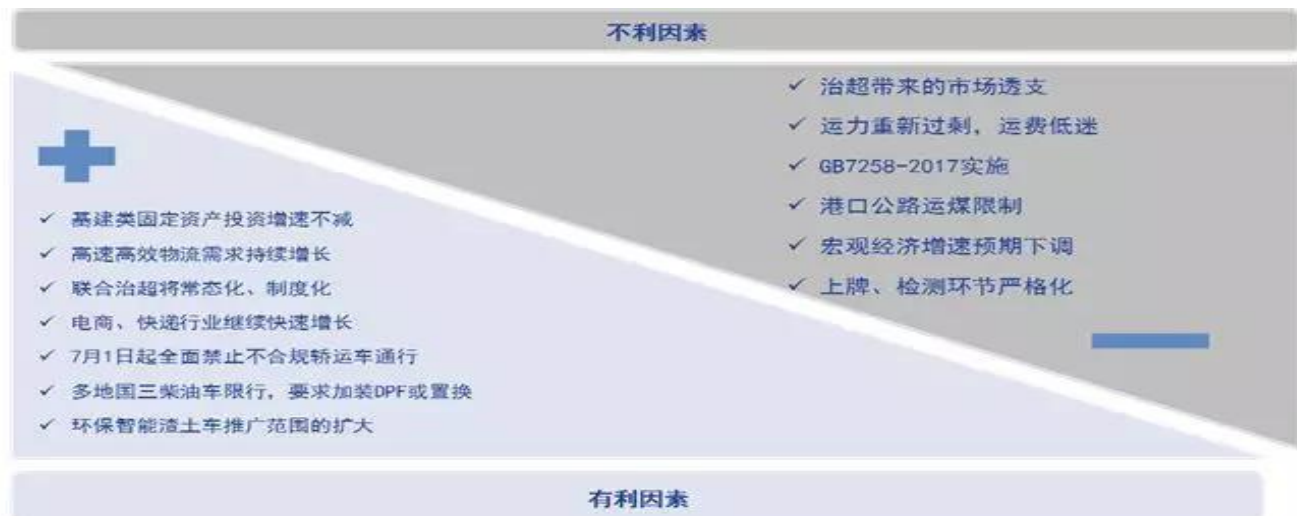 不利因素
✓ 治超带来的市场透支
✓ 运力重新过剩，运费低迷
✓ GB7258-2017实施
✓ 港口公路运煤限制
✓ 宏观经济增速预期下调
✓ 上牌、检测环节严格化
✓ 基建类固定资产投资增速不减
✓ 高速高效物流需求持续增长
✓ 联合治超将常态化、制度化
✓ 电商、快递行业继续快速增长
✓ 7月1日起全面禁止不合规轿运车通行
✓ 多地国三柴油车限行，要求加装DPF或置换
✓ 环保智能渣土车推广范围的扩大
有利因素